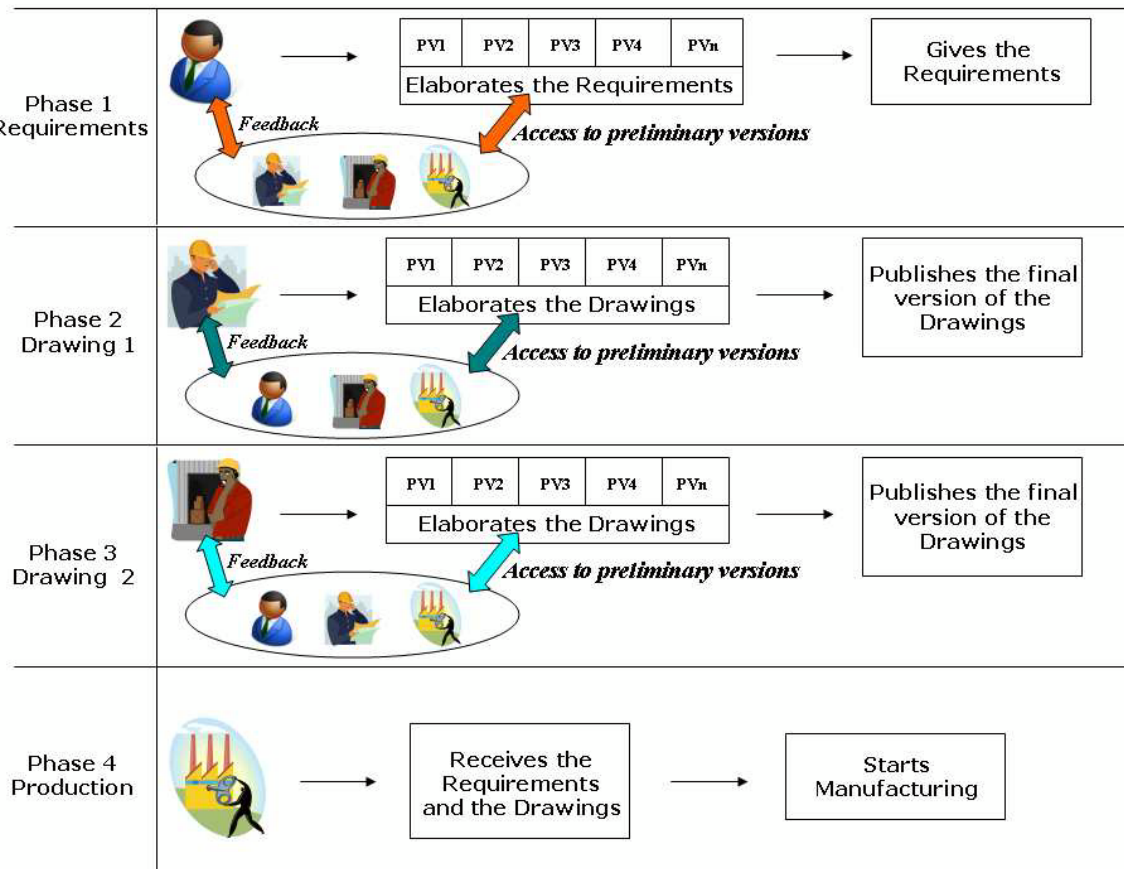 Phase 1
Requirements
PV1 PV2 PV3 PV4 PVn
Elaborates the Requirements
Gives the
Requirements
Feedback
Access to preliminary versions
Phase 2
Drawing 1
PV1 PV2 PV3 PV4 PVn
Elaborates the Drawings
Publishes the final
version of the
Drawings
Feedback
Access to preliminary versions
Phase 3
Drawing 2
PV1 PV2 PV3 PV4 PVn
Elaborates the Drawings
Publishes the final
version of the
Drawings
Feedback
Access to preliminary versions
Phase 4
Production
Receives the
Requirements
and the Drawings
Starts
Manufacturing